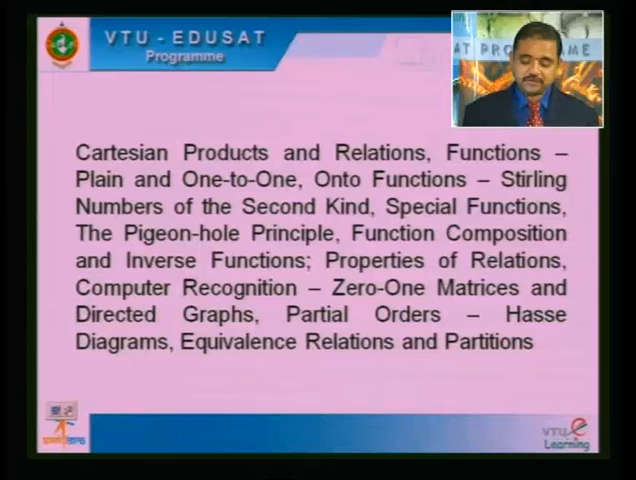 VTU - EDUSAT
Programme
AT PROGRAMME
Cartesian Products and Relations, Functions –
Plain and One-to-One, Onto Functions – Stirling
Numbers of the Second Kind, Special Functions,
The Pigeon-hole Principle, Function Composition
and Inverse Functions; Properties of Relations,
Computer Recognition – Zero-One Matrices and
Directed Graphs, Partial Orders – Hasse
Diagrams, Equivalence Relations and Partitions
VTU e
Learning